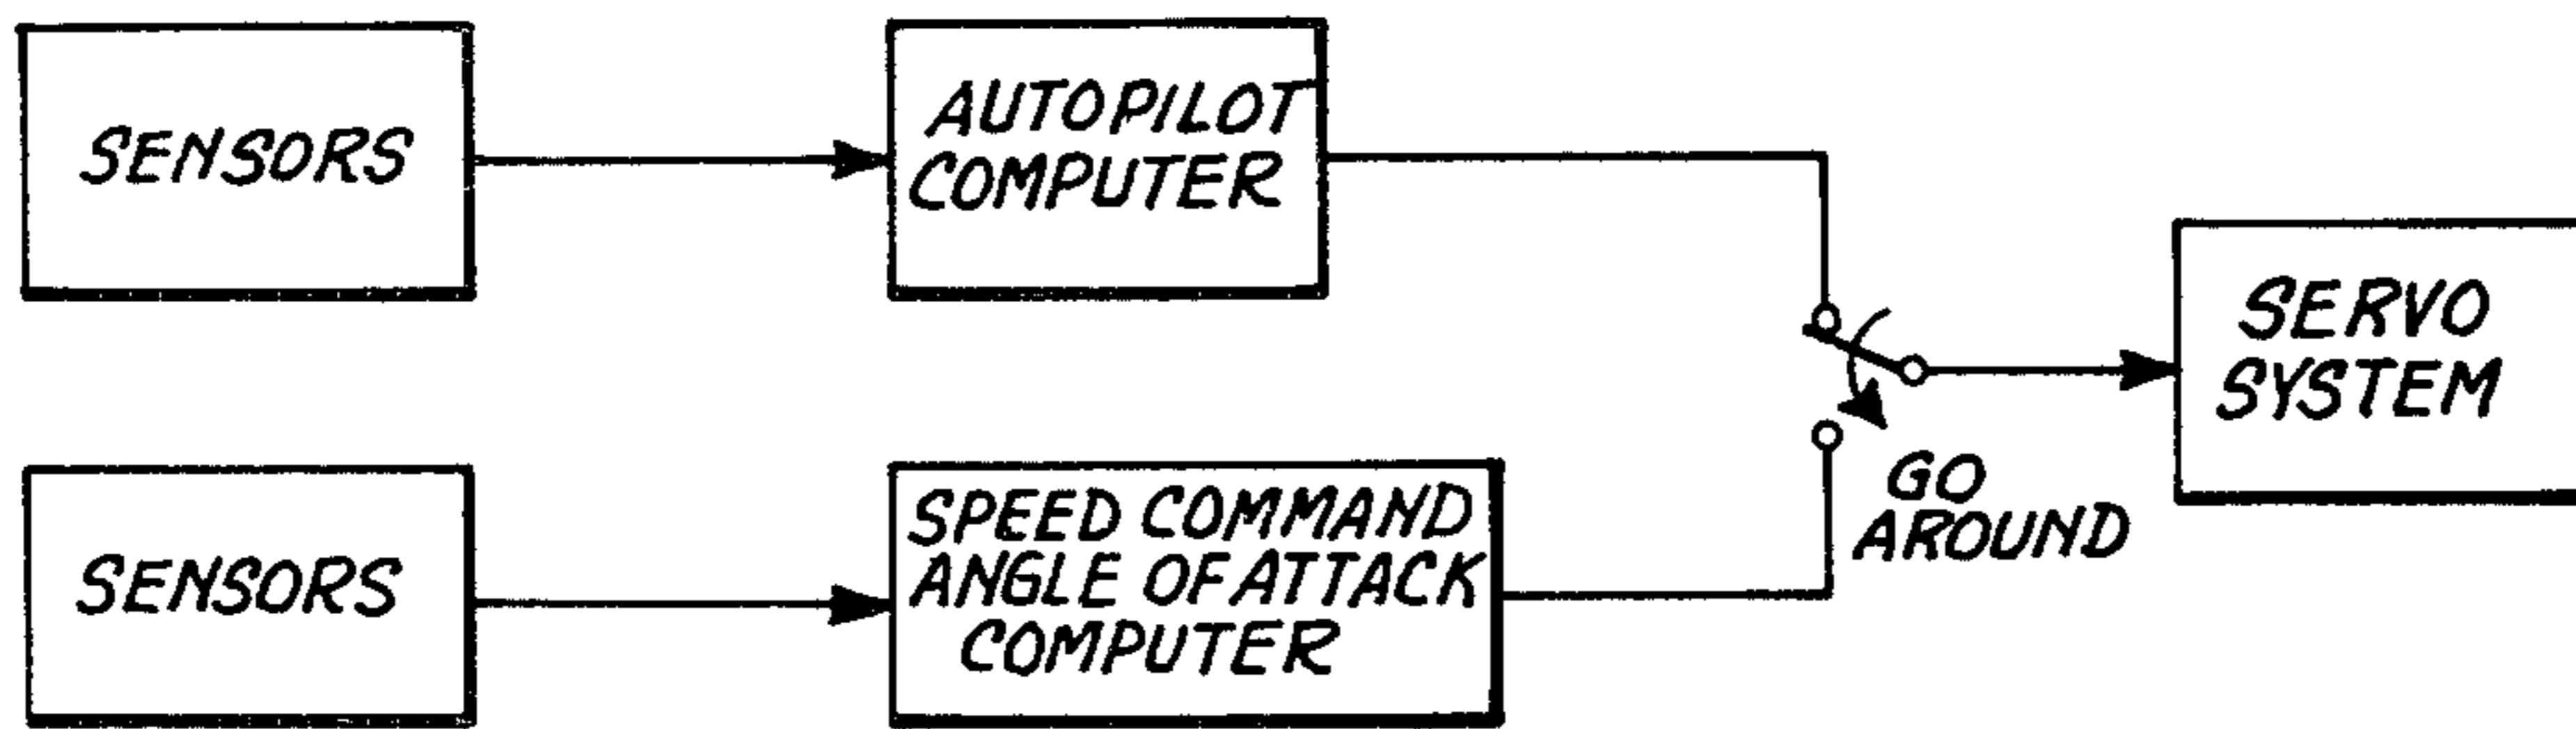 SENSORS
AUTOPILOT
COMPUTER
SERVO
SYSTEM
SENSORS
SPEED COMMAND
ANGLE OF ATTACK
COMPUTER
GO
AROUND